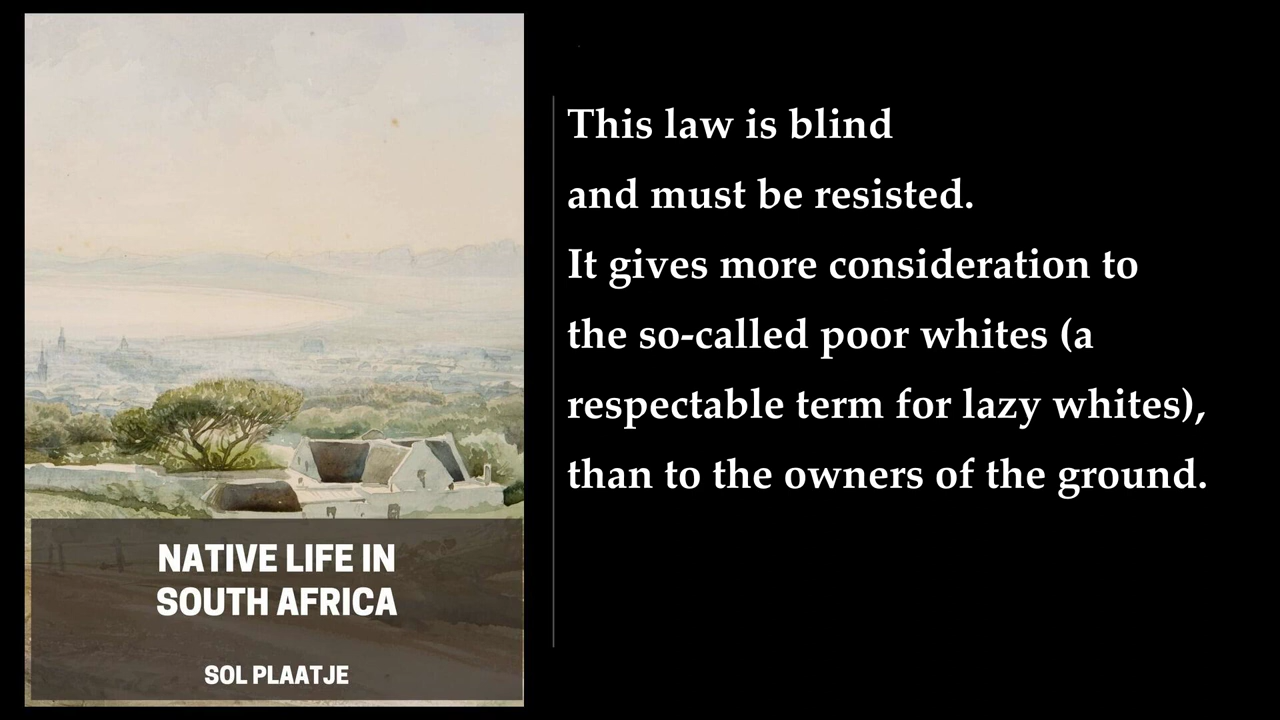 This law is blind
and must be resisted.
It gives more consideration to
the so-called poor whites (a
respectable term for lazy whites),
than to the owners of the ground.
NATIVE LIFE IN
SOUTH AFRICA
SOL PLAATJE